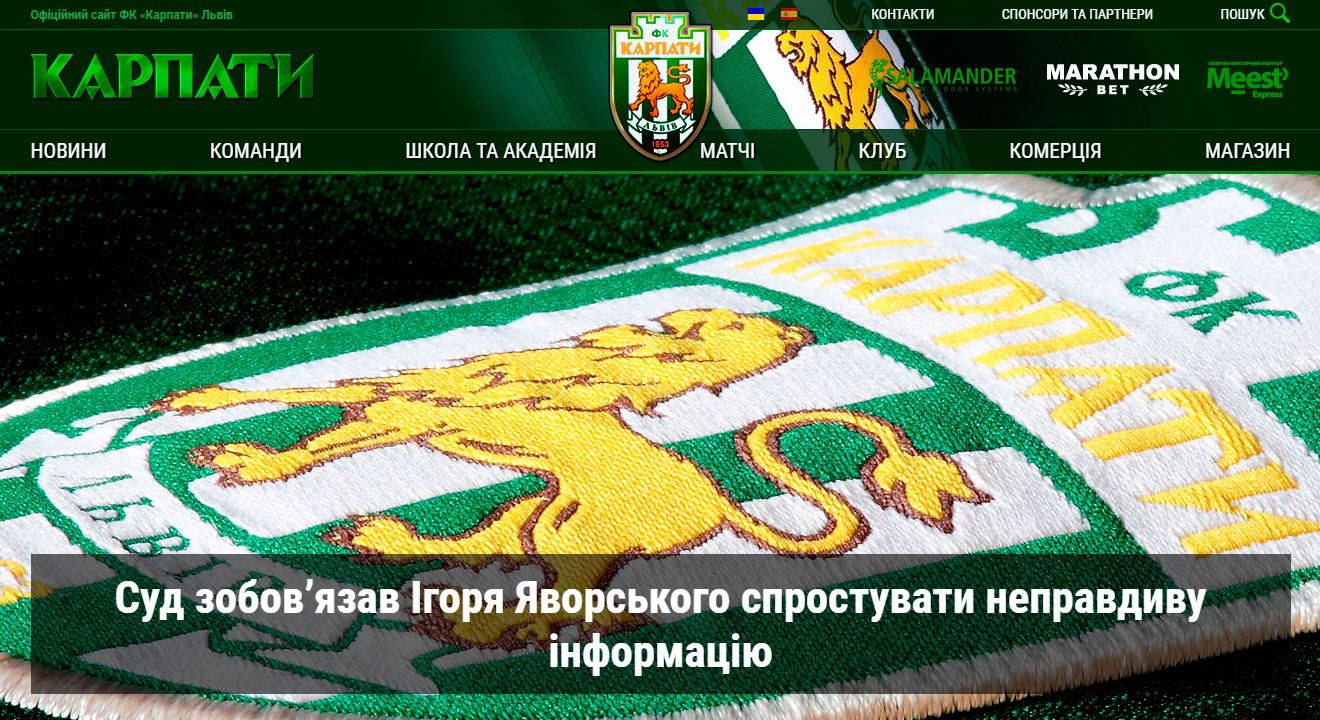 Офіційний сайт ФК «Карпати» Львів
КОНТАКТИ
СПОНСОРИ ТА ПАРТНЕРИ
ПОШУК
КАРПАТИ
ФК
КАРПАТИ
ЛЬВІВ
1963
SALAMANDER
MARATHON
BET
Meest
Express
НОВИНИ
КОМАНДИ
ШКОЛА ТА АКАДЕМІЯ
МАТЧІ
КЛУБ
КОМЕРЦІЯ
МАГАЗИН
ФК
КАРПАТИ
ЛЬВІВ
Суд зобов’язав Ігоря Яворського спростувати неправдиву
інформацію